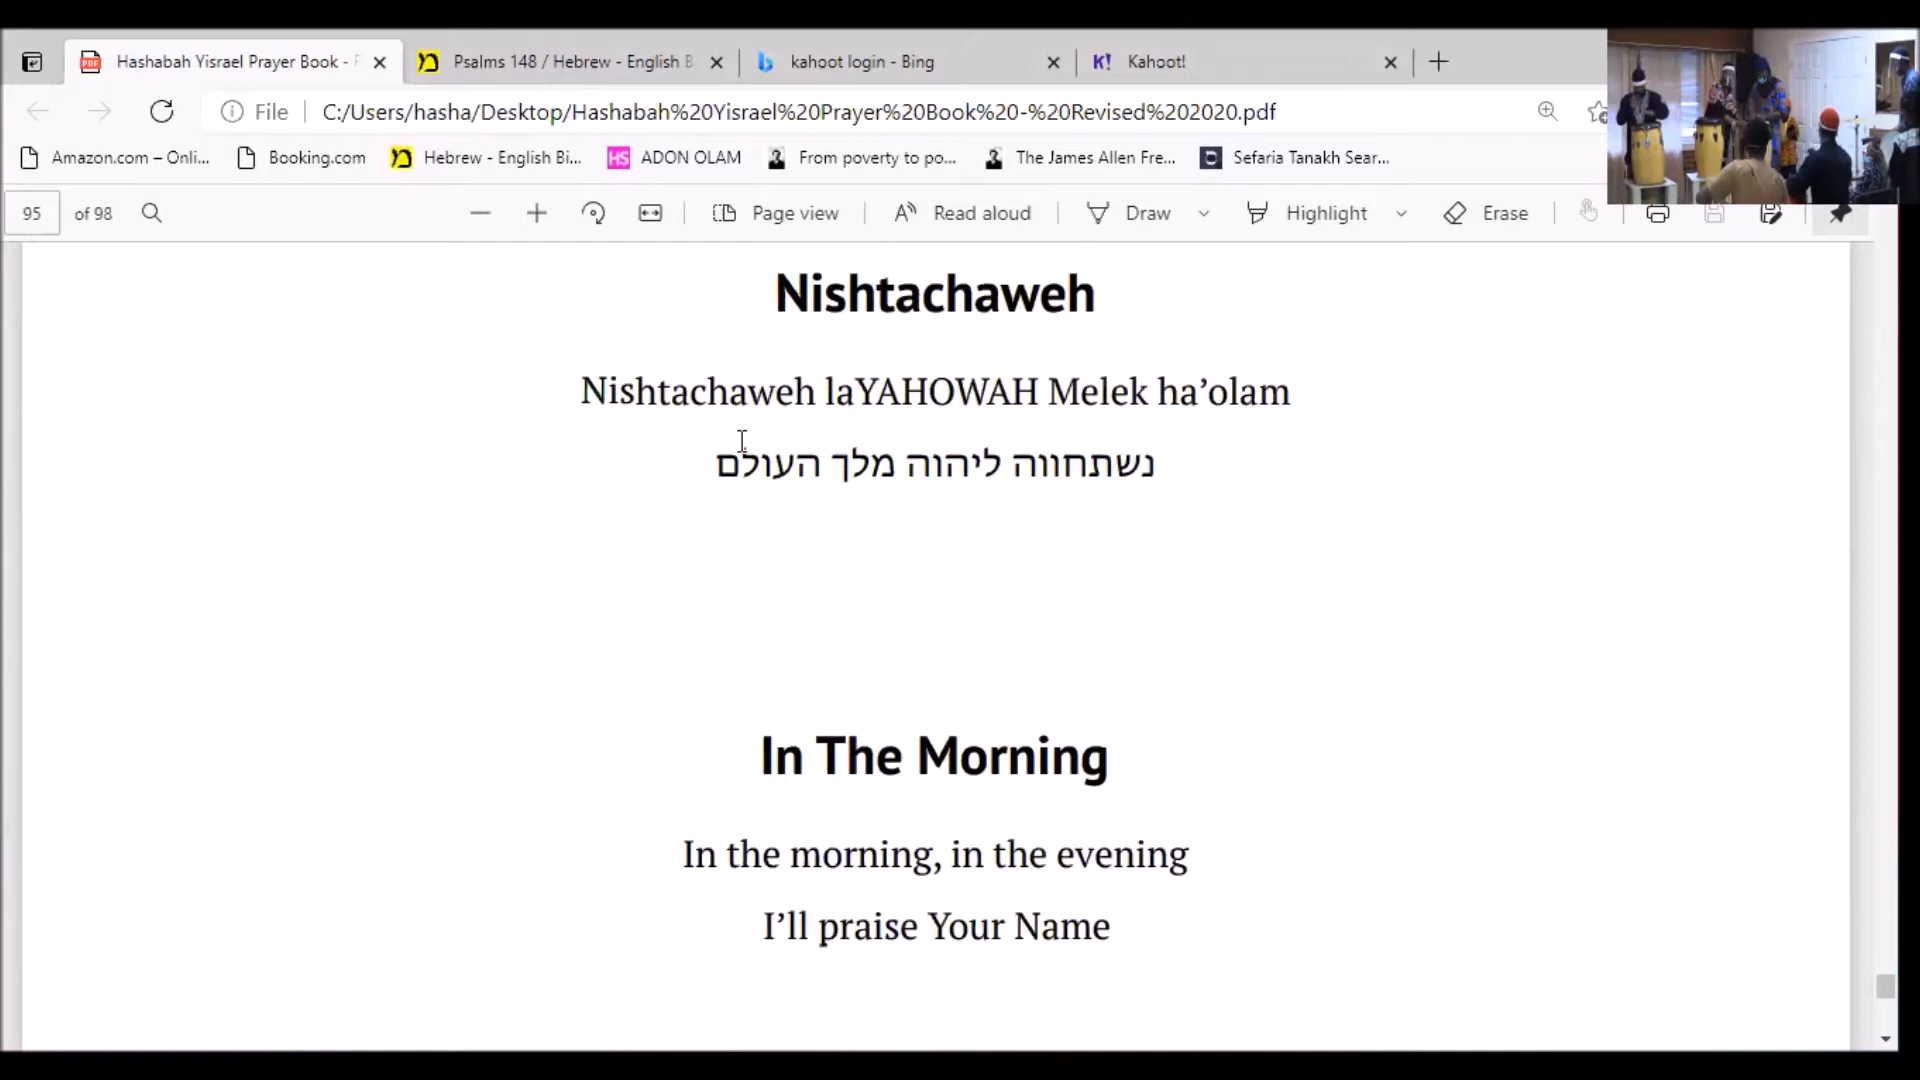 Hashabah Yisrael Prayer Book -
Psalms 148 / Hebrew - English B
kahoot login - Bing
K! Kahoot!
File C:/Users/hasha/Desktop/Hashabah%20Yisrael%20Prayer%20Book%20-%20Revised%202020.pdf
Amazon.com – Onli... Booking.com Hebrew - English Bi... HS ADON OLAM From poverty to po... The James Allen Fre... Sefaria Tanakh Sear...
95 of 98 Page view Read aloud Draw Highlight Erase
Nishtachaweh
Nishtachaweh laYAHOWAH Melek ha’olam
נשתחווה ליהוה מלך העולם
In The Morning
In the morning, in the evening
I’ll praise Your Name